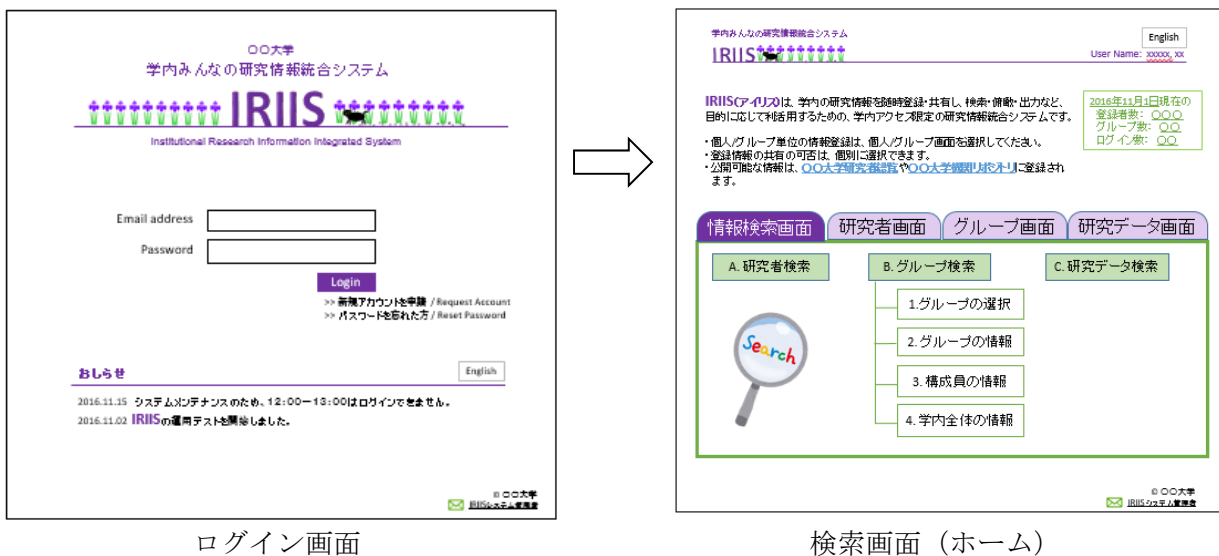 〇〇大学
学内みんなの研究情報統合システム
IRIIS
Institutional Research Information Integrated System
Email address
Password
Login
>> 新規アカウントを申請 / Request Account
>> パスワードを忘れた方 / Reset Password
おしらせ
English
2016.11.15 システムメンテナンスのため、12:00ー13:00はログインできません。
2016.11.02 IRIISの運用テストを開始しました。
© 〇〇大学
IRIISシステム管理者
ログイン画面
学内みんなの研究情報統合システム
IRIIS
English
User Name: xxxxx, xx
IRIIS(アイリス)は、学内の研究情報を随時登録・共有し、検索・俯瞰・出力など、
目的に応じて利活用するための、学内アクセス限定の研究情報統合システムです。
・個人/グループ単位の情報登録は、個人/グループ画面を選択してください。
・登録情報の共有の可否は、個別に選択できます。
・公開可能な情報は、〇〇大学研究者総覧や〇〇大学機関リポジトリに登録され
ます。
2016年11月1日現在の
登録者数: 〇〇〇
グループ数: 〇〇
ログイン数: 〇〇
情報検索画面
研究者画面
グループ画面
研究データ画面
A. 研究者検索
B. グループ検索
C. 研究データ検索
1.グループの選択
2. グループの情報
3. 構成員の情報
4. 学内全体の情報
Search
© 〇〇大学
IRIISシステム管理者
検索画面（ホーム）